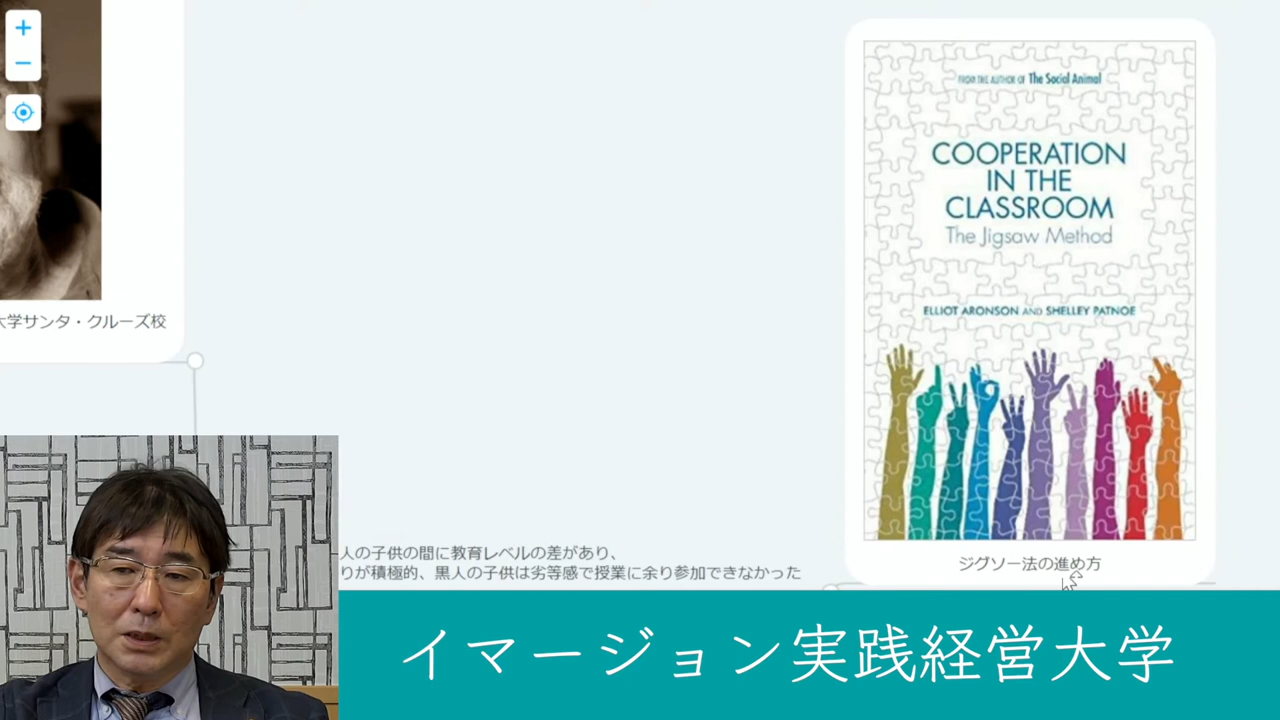 FROM THE AUTHOR OF The Social Animal
COOPERATION
IN THE
CLASSROOM
The Jigsaw Method
ELLIOT ARONSON AND SHELLEY PATNOE
大学サンタ・クルーズ校
人の子供の間に教育レベルの差があり、
りが積極的、黒人の子供は劣等感で授業に余り参加できなかった
ジグソー法の進め方
イマージョン実践経営大学